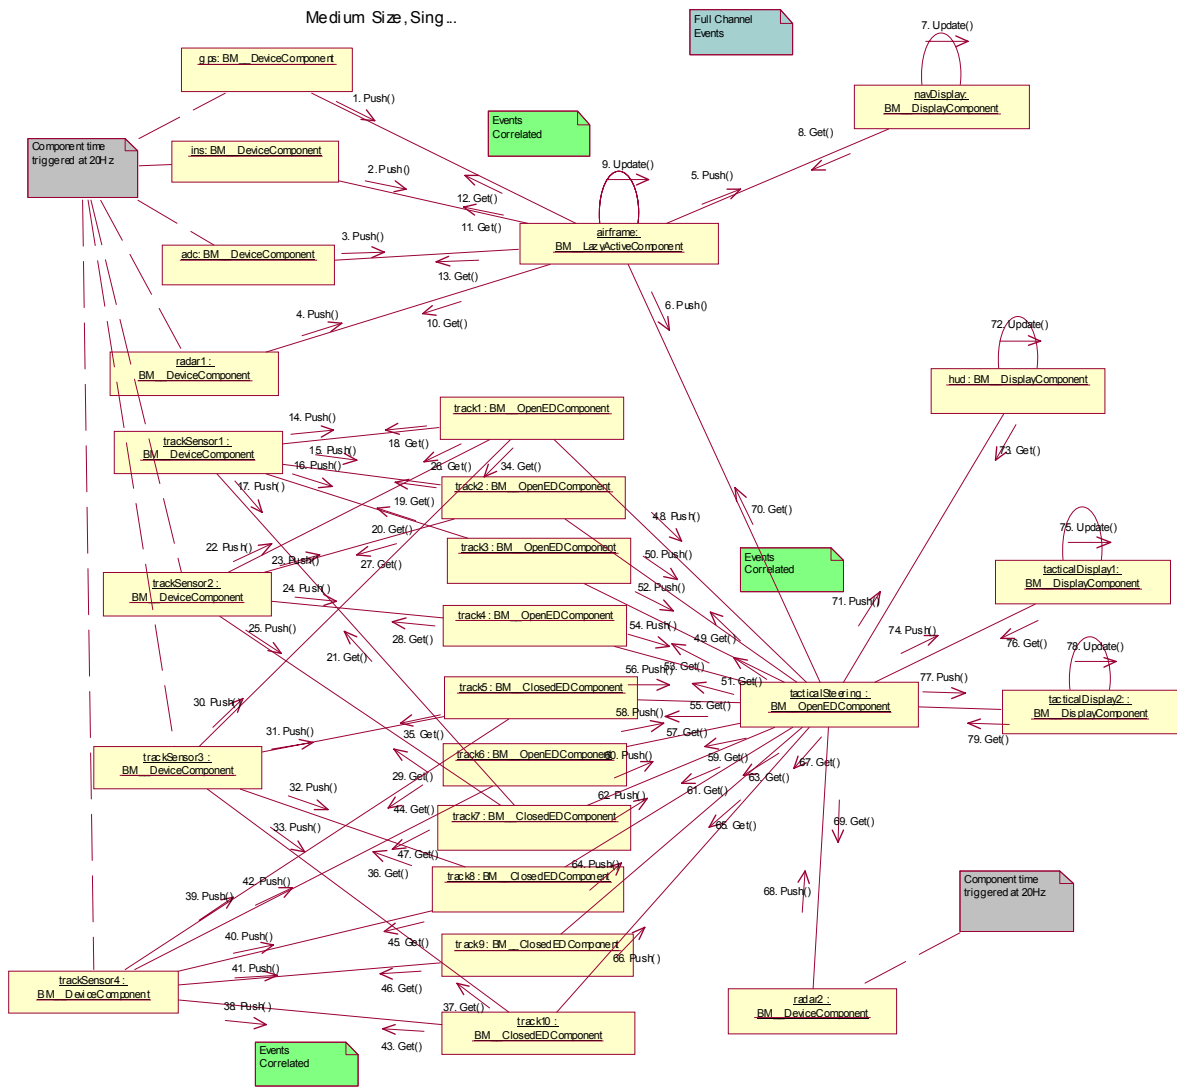 Medium Size, Sing...
Full Channel
Events
7. Update()
gps: BM__DeviceComponent
navDisplay:
BM__DisplayComponent
1. Push()
Events
Correlated
8. Get()
Component time
triggered at 20Hz
ins: BM__DeviceComponent
2. Push()
9. Update()
5. Push()
12. Get()
11. Get()
airframe:
BM__LazyActiveComponent
3. Push()
adc: BM__DeviceComponent
13. Get()
4. Push()
10. Get()
6. Push()
72. Update()
radar1 :
BM__DeviceComponent
hud : BM__DisplayComponent
14. Push()
track1 : BM__OpenEDComponent
trackSensor1 :
BM__DeviceComponent
18. Get()
15. Push()
16. Push()
26. Get()
34. Get()
73. Get()
17. Push()
track2 : BM__OpenEDComponent
19. Get()
70. Get()
48. Push()
20. Get()
75. Update()
22. Push()
track3 : BM__OpenEDComponent
50. Push()
Events
Correlated
23. Push()
27. Get()
tacticalDisplay1:
BM__DisplayComponent
trackSensor2 :
BM__DeviceComponent
24. Push()
52. Push()
71. Push()
track4 : BM__OpenEDComponent
25. Push()
54. Push()
49. Get()
74. Push()
28. Get()
76. Get()
78. Update()
21. Get()
53. Get()
56. Push()
51. Get()
77. Push()
track5 : BM__ClosedEDComponent
tacticalSteering :
BM__OpenEDComponent
tacticalDisplay2:
BM__DisplayComponent
30. Push()
55. Get()
58. Push()
31. Push()
35. Get()
57. Get()
79. Get()
trackSensor3 :
BM__DeviceComponent
track6 : BM__OpenEDComponent
60. Push()
59. Get()
67. Get()
29. Get()
63. Get()
32. Push()
62. Push()
61. Get()
44. Get()
track7 : BM__ClosedEDComponent
33. Push()
65. Get()
69. Get()
47. Get()
64. Push()
36. Get()
track8 : BM__ClosedEDComponent
42. Push()
Component time
triggered at 20Hz
39. Push()
68. Push()
40. Push()
45. Get()
track9 : BM__ClosedEDComponent
41. Push()
66. Push()
trackSensor4 :
BM__DeviceComponent
46. Get()
38. Push()
37. Get()
radar2 :
BM__DeviceComponent
track10 :
BM__ClosedEDComponent
43. Get()
Events
Correlated